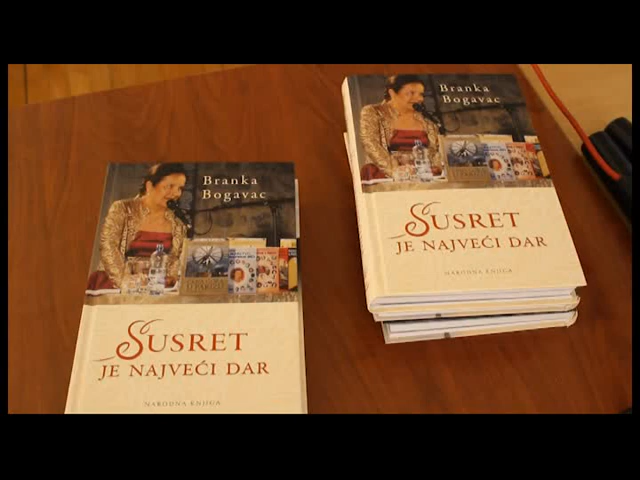 Branka
Bogavac
SUSRET
JE NAJVEĆI DAR
NARODNA KNJIGA
Branka
Bogavac
SUSRET
JE NAJVEĆI DAR
NARODNA KNJIGA